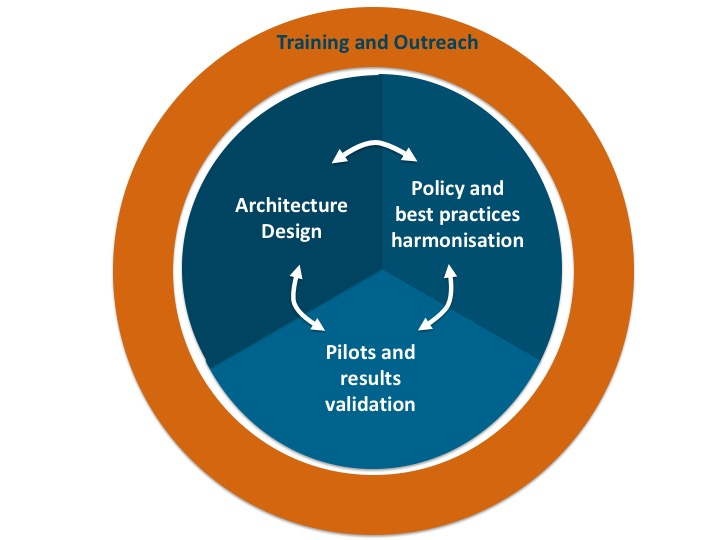 Training and Outreach
Architecture
Design
Policy and
best practices
harmonisation
Pilots and
results
validation